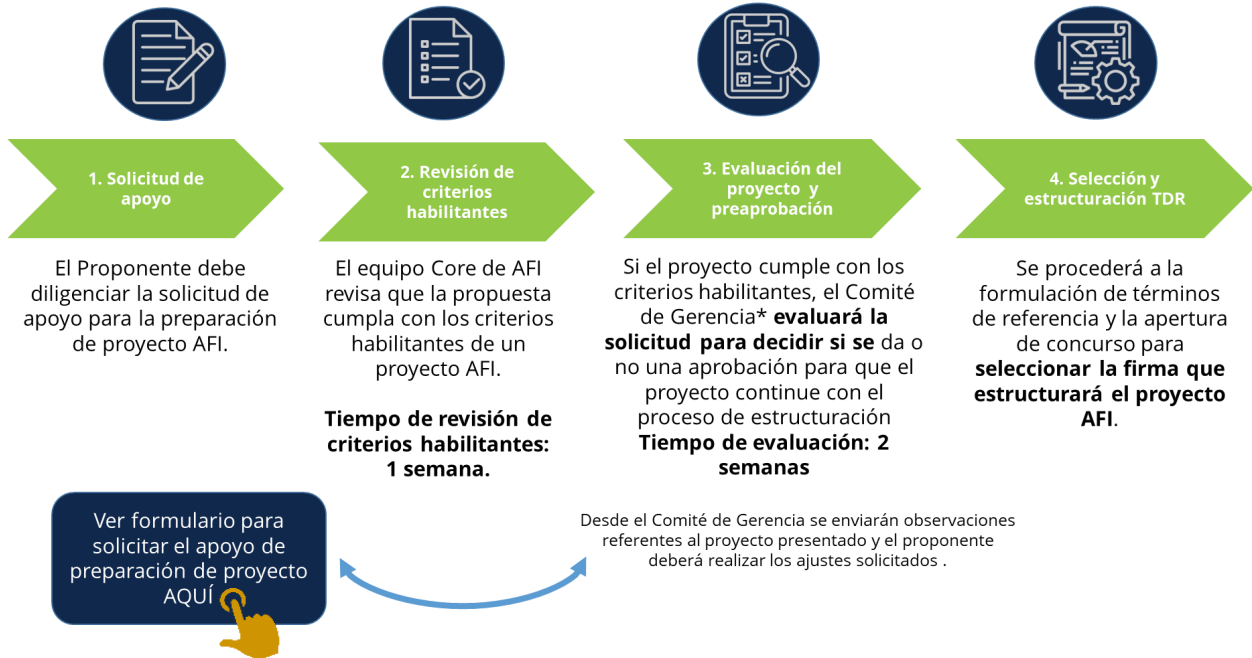 1. Solicitud de
apoyo
El Proponente debe
diligenciar la solicitud de
apoyo para la preparación
de proyecto AFI.
2. Revisión de
criterios
habilitantes
El equipo Core de AFI
revisa que la propuesta
cumpla con los criterios
habilitantes de un
proyecto AFI.
Tiempo de revisión de
criterios habilitantes:
1 semana.
3. Evaluación del
proyecto y
preaprobación
Si el proyecto cumple con los
criterios habilitantes, el Comité
de Gerencia* evaluará la
solicitud para decidir si se da o
no una aprobación para que el
proyecto continue con el
proceso de estructuración
Tiempo de evaluación: 2
semanas
4. Selección y
estructuración TDR
Se procederá a la
formulación de términos
de referencia y la apertura
de concurso para
seleccionar la firma que
estructurará el proyecto
AFI.
Ver formulario para
solicitar el apoyo de
preparación de proyecto
AQUÍ
Desde el Comité de Gerencia se enviarán observaciones
referentes al proyecto presentado y el proponente
deberá realizar los ajustes solicitados .